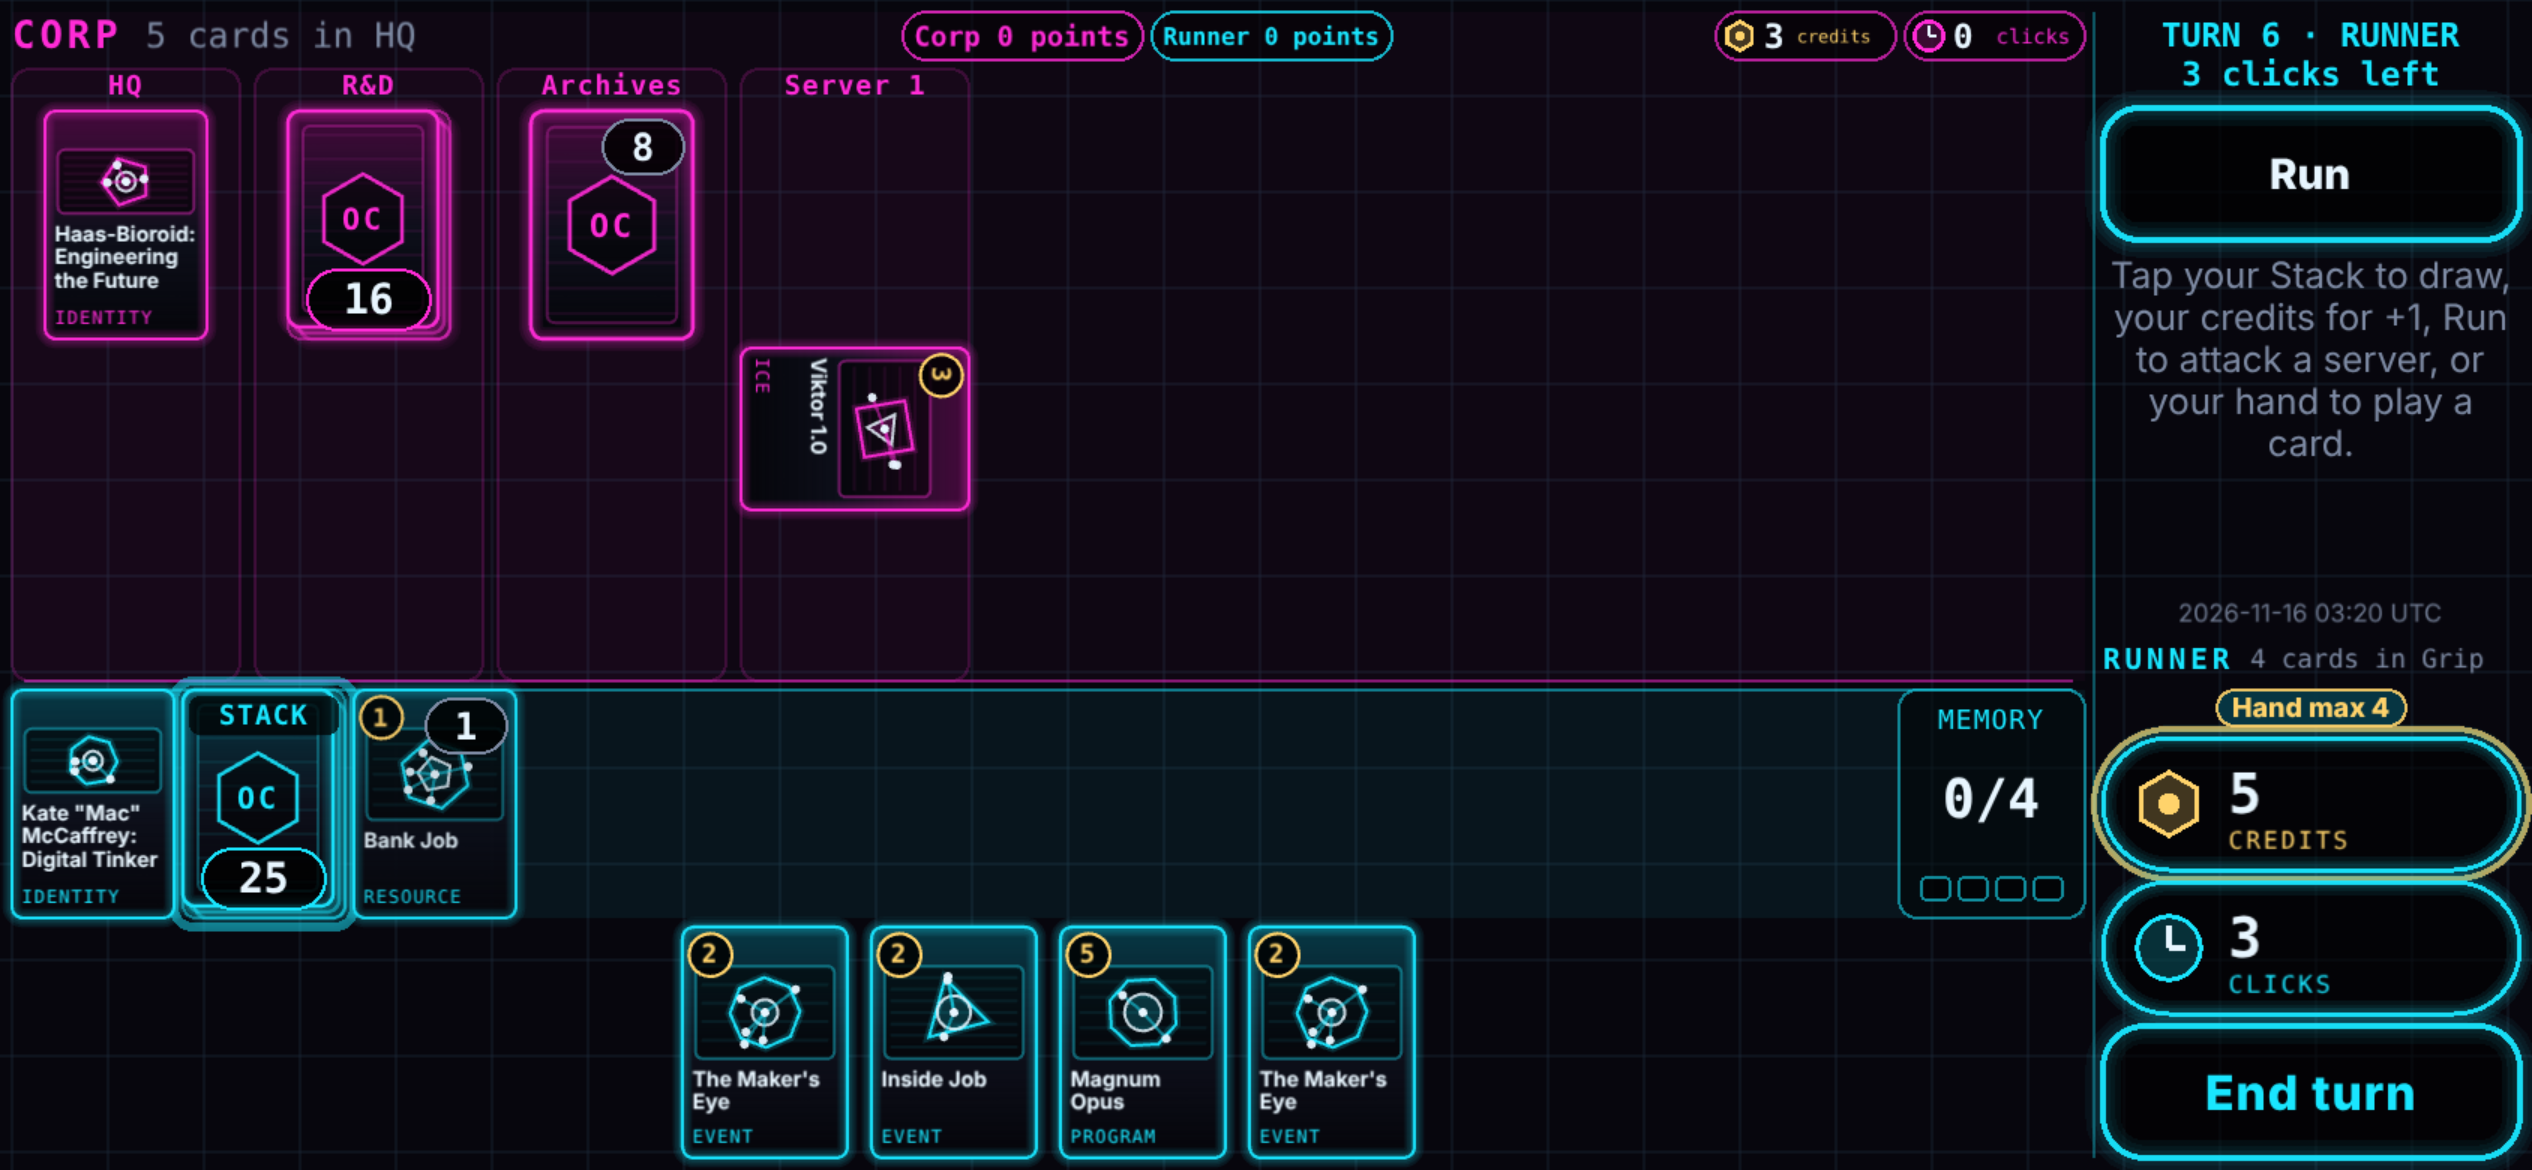 CORP 5 cards in HQ
Corp 0 points
Runner 0 points
3 credits
0 clicks
TURN 6 · RUNNER
3 clicks left
HQ
R&D
Archives
Server 1
Run
Haas-Bioroid:
Engineering
the Future
IDENTITY
OC
16
8
OC
ICE
Viktor 1.0
3
Tap your Stack to draw,
your credits for +1, Run
to attack a server, or
your hand to play a
card.
2026-11-16 03:20 UTC
RUNNER 4 cards in Grip
Hand max 4
5
CREDITS
3
CLICKS
End turn
Kate "Mac"
McCaffrey:
Digital Tinker
IDENTITY
STACK
OC
25
1
1
Bank Job
RESOURCE
MEMORY
0/4
2
The Maker's
Eye
EVENT
2
Inside Job
EVENT
5
Magnum
Opus
PROGRAM
2
The Maker's
Eye
EVENT